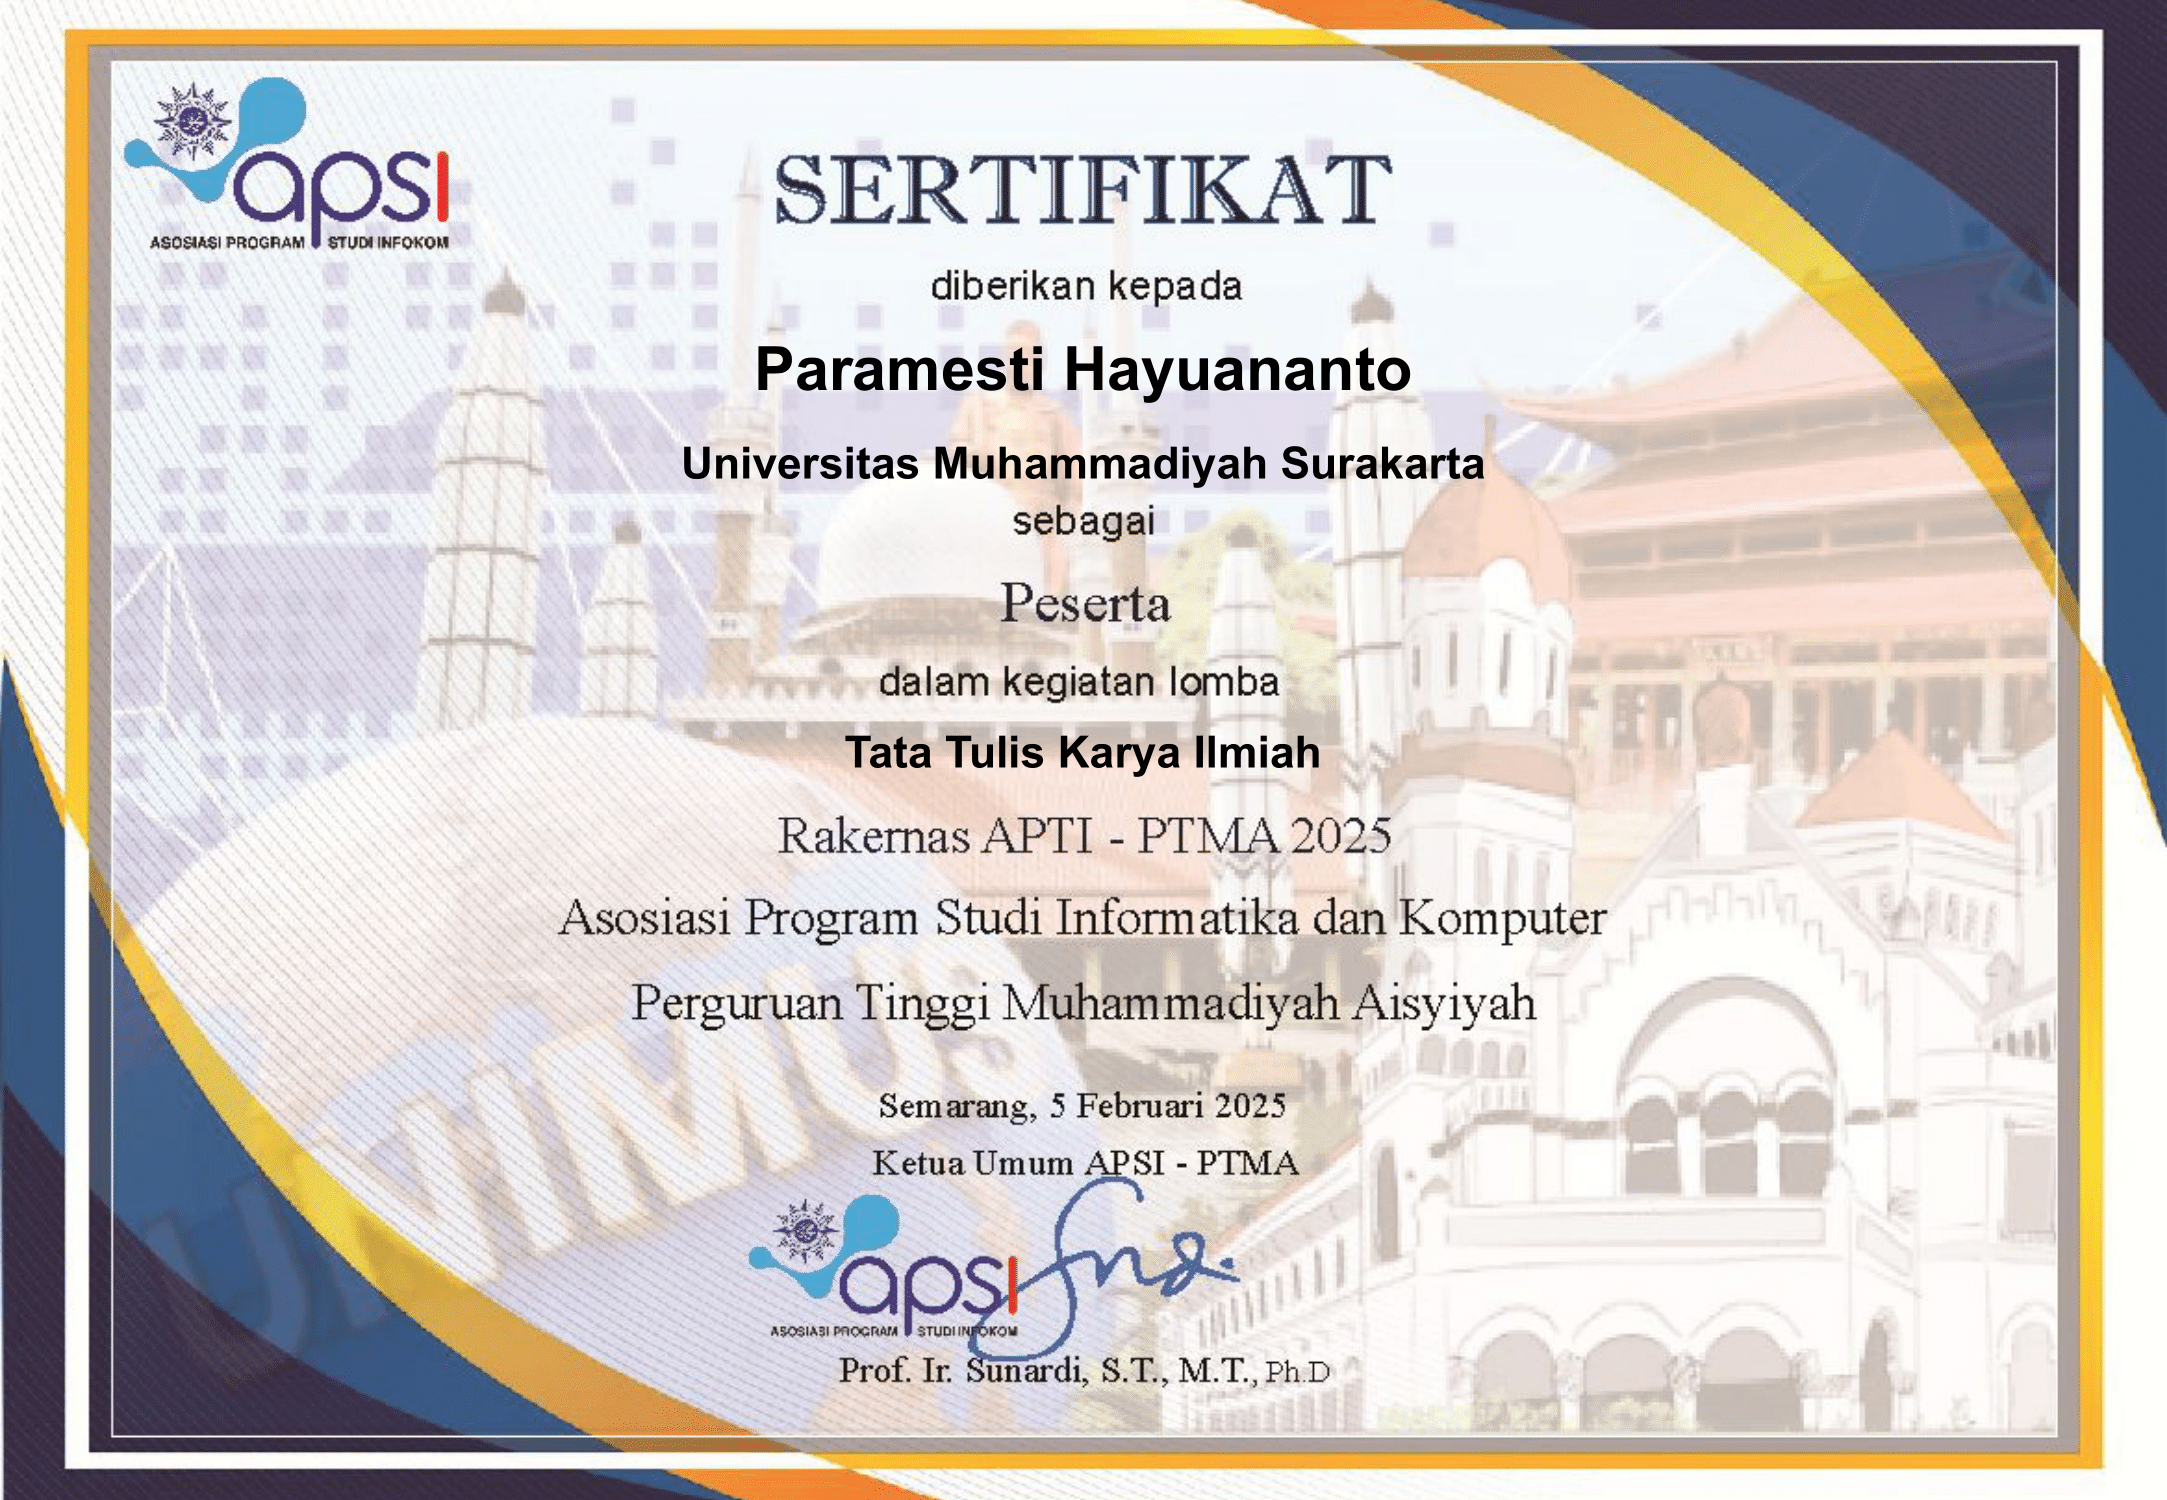 apsi
ASOSIASI PROGRAM STUDI INFOKOM
SERTIFIKAT
diberikan kepada
Paramesti Hayuananto
Universitas Muhammadiyah Surakarta
sebagai
Peserta
dalam kegiatan lomba
Tata Tulis Karya Ilmiah
Rakernas APTI - PTMA 2025
Asosiasi Program Studi Informatika dan Komputer
Perguruan Tinggi Muhammadiyah Aisyiyah
UNIMUS
Semarang, 5 Februari 2025
Ketua Umum APSI - PTMA
apsi
ASOSIASI PROGRAM STUDI INFOKOM
Prof. Ir. Sunardi, S.T., M.T., Ph.D